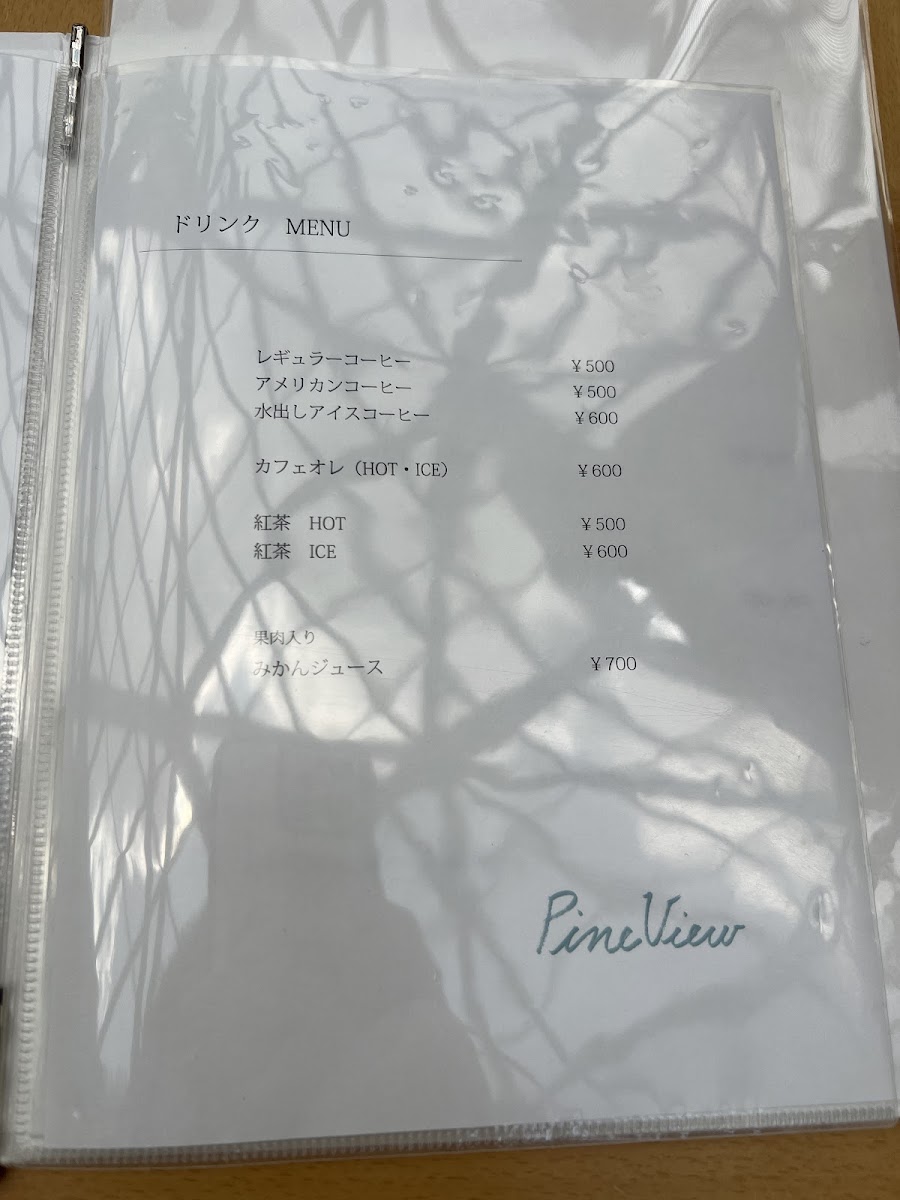 ドリンク　MENU
レギュラーコーヒー ￥500
アメリカンコーヒー ￥500
水出しアイスコーヒー ￥600
カフェオレ（HOT・ICE） ￥600
紅茶　HOT ￥500
紅茶　ICE ￥600
果肉入り
みかんジュース ￥700
PineView